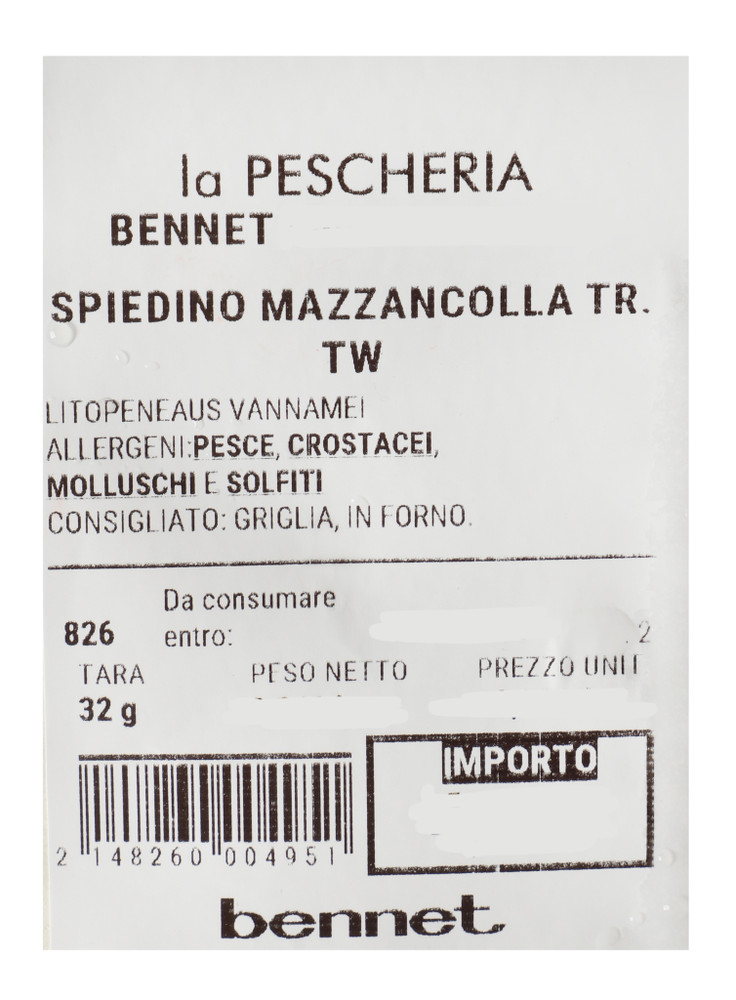 la PESCHERIA
BENNET
SPIEDINO MAZZANCOLLA TR.
TW
LITOPENEAUS VANNAMEI
ALLERGENI:PESCE, CROSTACEI,
MOLLUSCHI E SOLFITI
CONSIGLIATO: GRIGLIA, IN FORNO.
Da consumare
826 entro: .2
TARA PESO NETTO PREZZO UNIT
32 g
IMPORTO
2 148260 004951
bennet